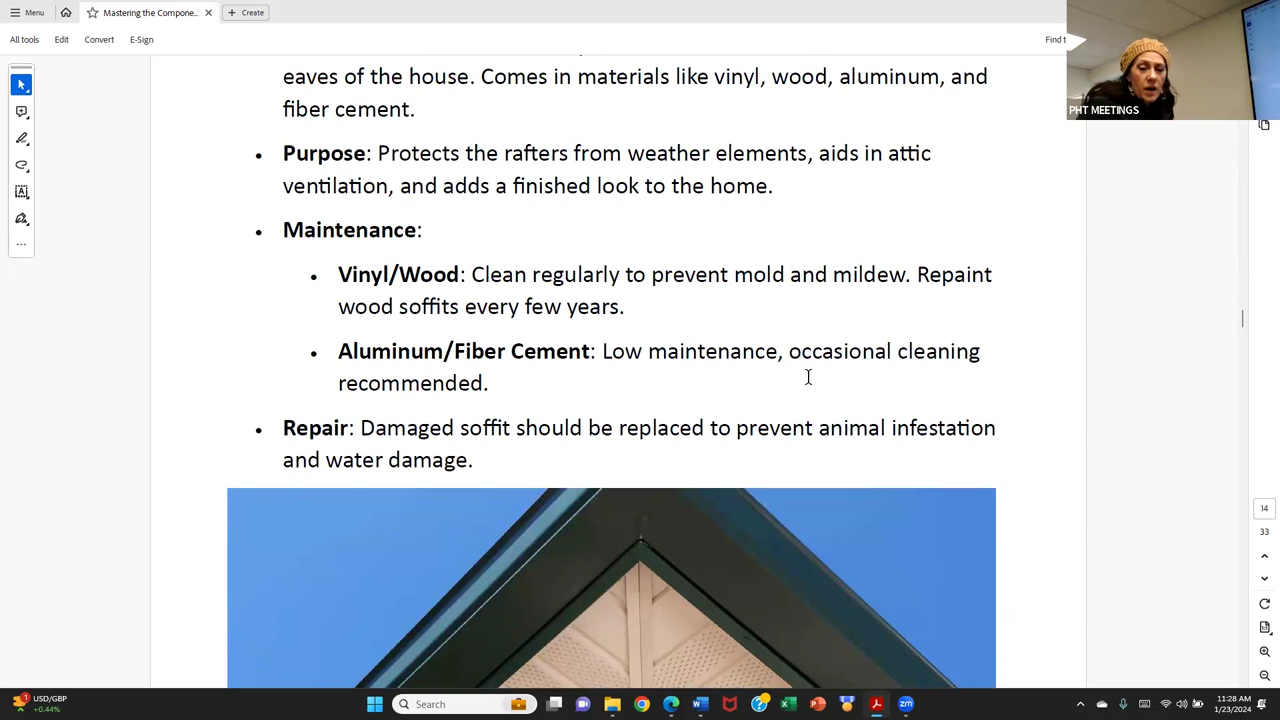 Menu
Mastering the Compone...
Create
All tools
Edit
Convert
E-Sign
Find t
PHT MEETINGS
eaves of the house. Comes in materials like vinyl, wood, aluminum, and
fiber cement.
• Purpose: Protects the rafters from weather elements, aids in attic
ventilation, and adds a finished look to the home.
• Maintenance:
• Vinyl/Wood: Clean regularly to prevent mold and mildew. Repaint
wood soffits every few years.
• Aluminum/Fiber Cement: Low maintenance, occasional cleaning
recommended.
• Repair: Damaged soffit should be replaced to prevent animal infestation
and water damage.
14
33
1
USD/GBP
+0.44%
Search
11:28 AM
1/23/2024